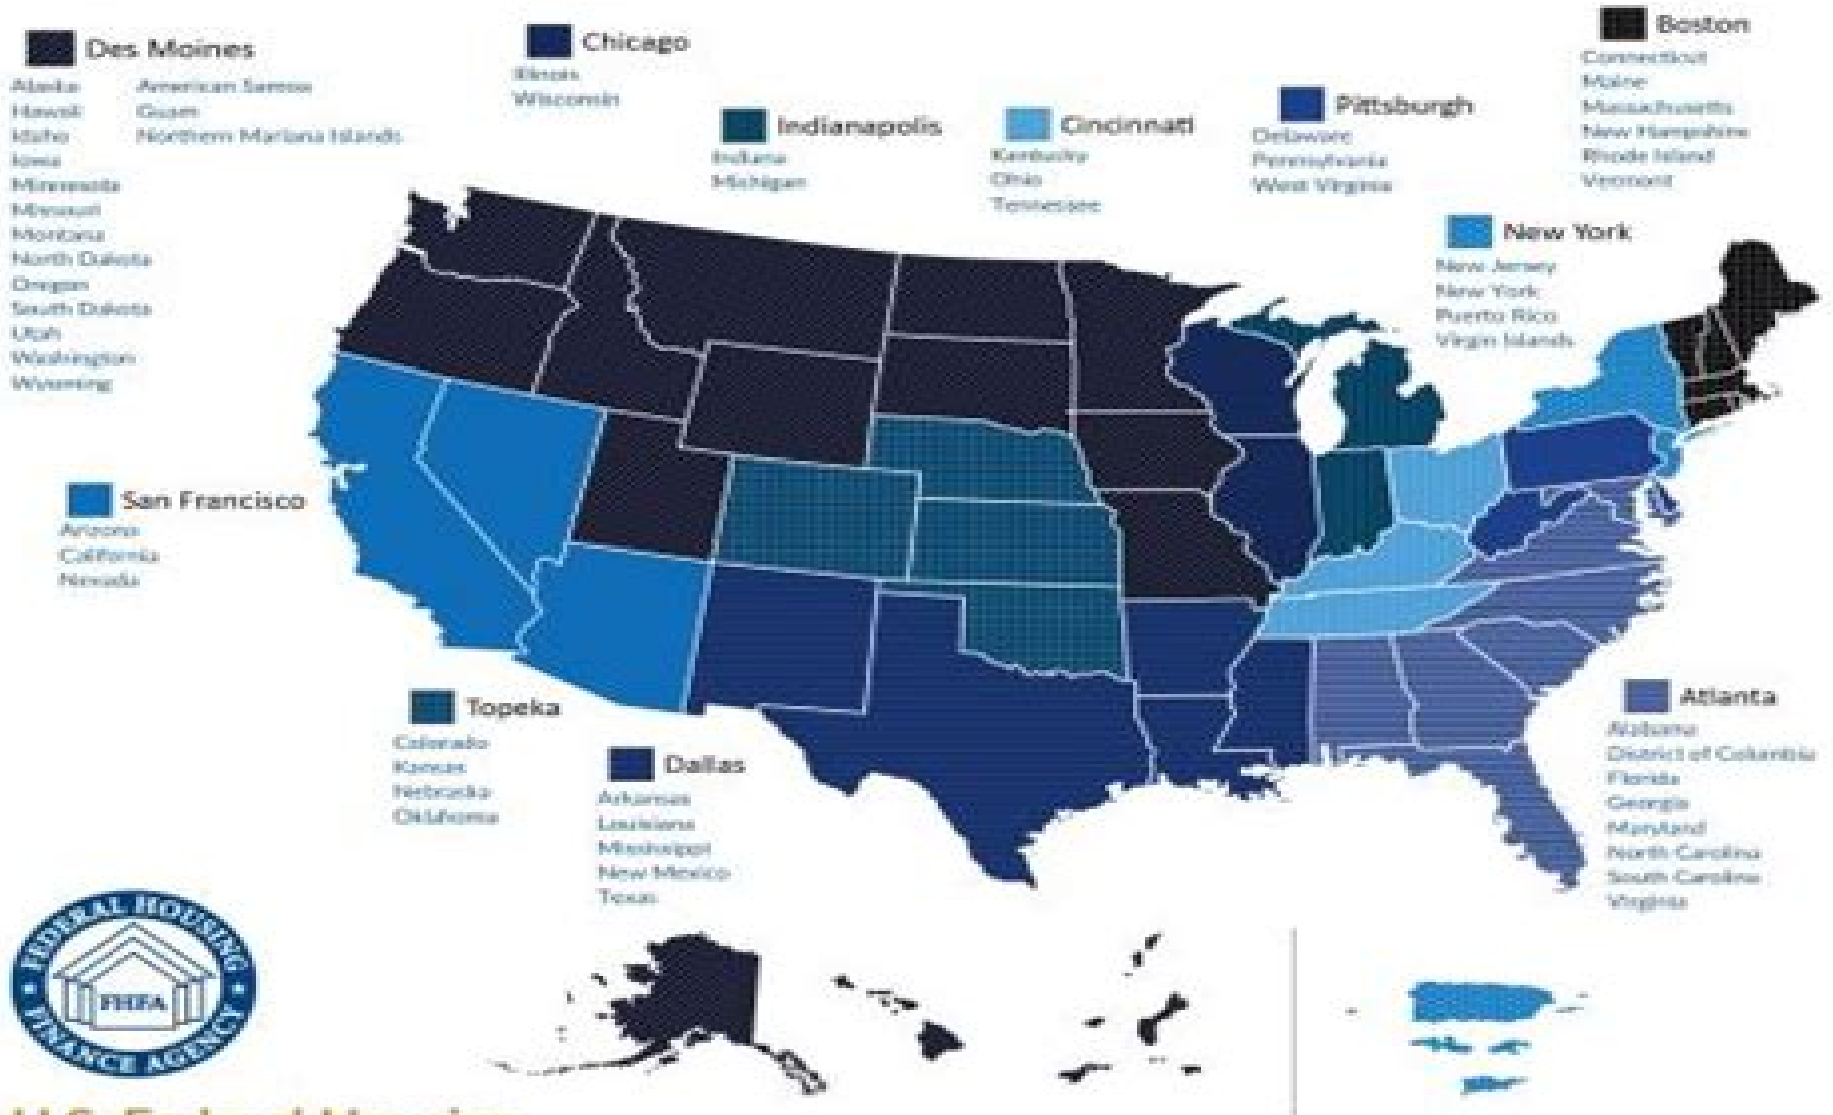 Des Moines
Alaska
Hawaii
Idaho
Iowa
Minnesota
Missouri
Montana
North Dakota
Oregon
South Dakota
Utah
Washington
Wyoming
American Samoa
Guam
Northern Mariana Islands
Chicago
Illinois
Wisconsin
Indianapolis
Indiana
Michigan
Cincinnati
Kentucky
Ohio
Tennessee
Pittsburgh
Delaware
Pennsylvania
West Virginia
Boston
Connecticut
Maine
Massachusetts
New Hampshire
Rhode Island
Vermont
New York
New Jersey
New York
Puerto Rico
Virgin Islands
San Francisco
Arizona
California
Nevada
Topeka
Colorado
Kansas
Nebraska
Oklahoma
Dallas
Arkansas
Louisiana
Mississippi
New Mexico
Texas
Atlanta
Alabama
District of Columbia
Florida
Georgia
Maryland
North Carolina
South Carolina
Virginia
FEDERAL HOUSING
FHFA
FINANCE AGENCY